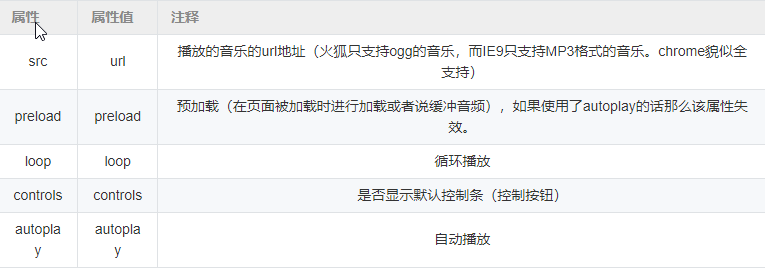 属性 属性值 注释
src url 播放的音乐的url地址（火狐只支持ogg的音乐，而IE9只支持MP3格式的音乐。chrome貌似全
支持）
preload preload 预加载（在页面被加载时进行加载或者说缓冲音频），如果使用了autoplay的话那么该属性失
效。
loop loop 循环播放
controls controls 是否显示默认控制条（控制按钮）
autopla autopla 自动播放
y y